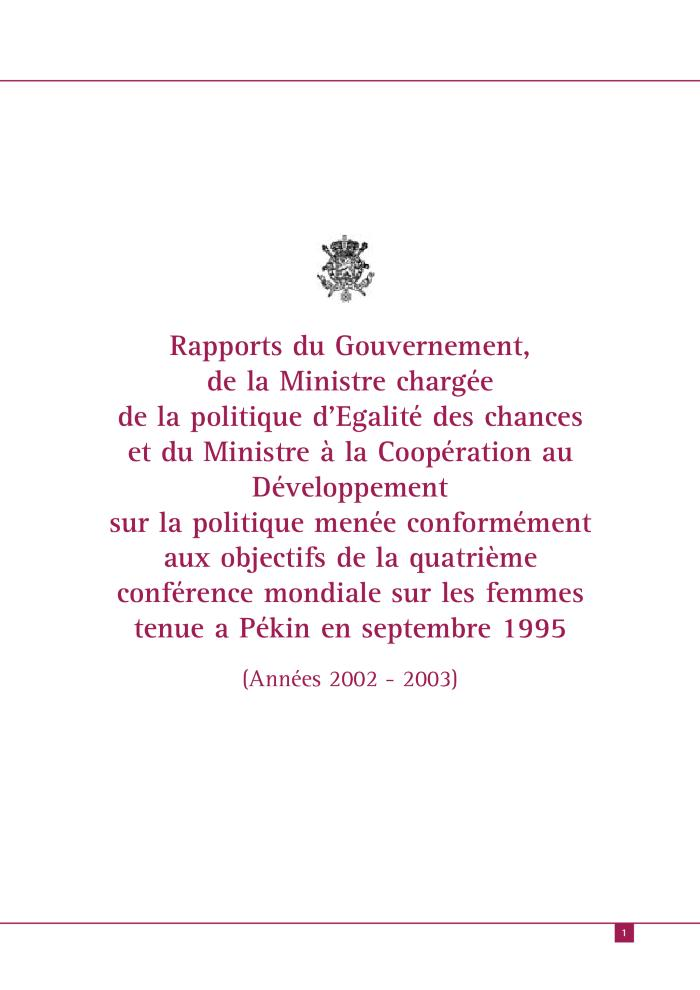 Rapports du Gouvernement,
de la Ministre chargée
de la politique d’Egalité des chances
et du Ministre à la Coopération au
Développement
sur la politique menée conformément
aux objectifs de la quatrième
conférence mondiale sur les femmes
tenue a Pékin en septembre 1995
(Années 2002 - 2003)
1